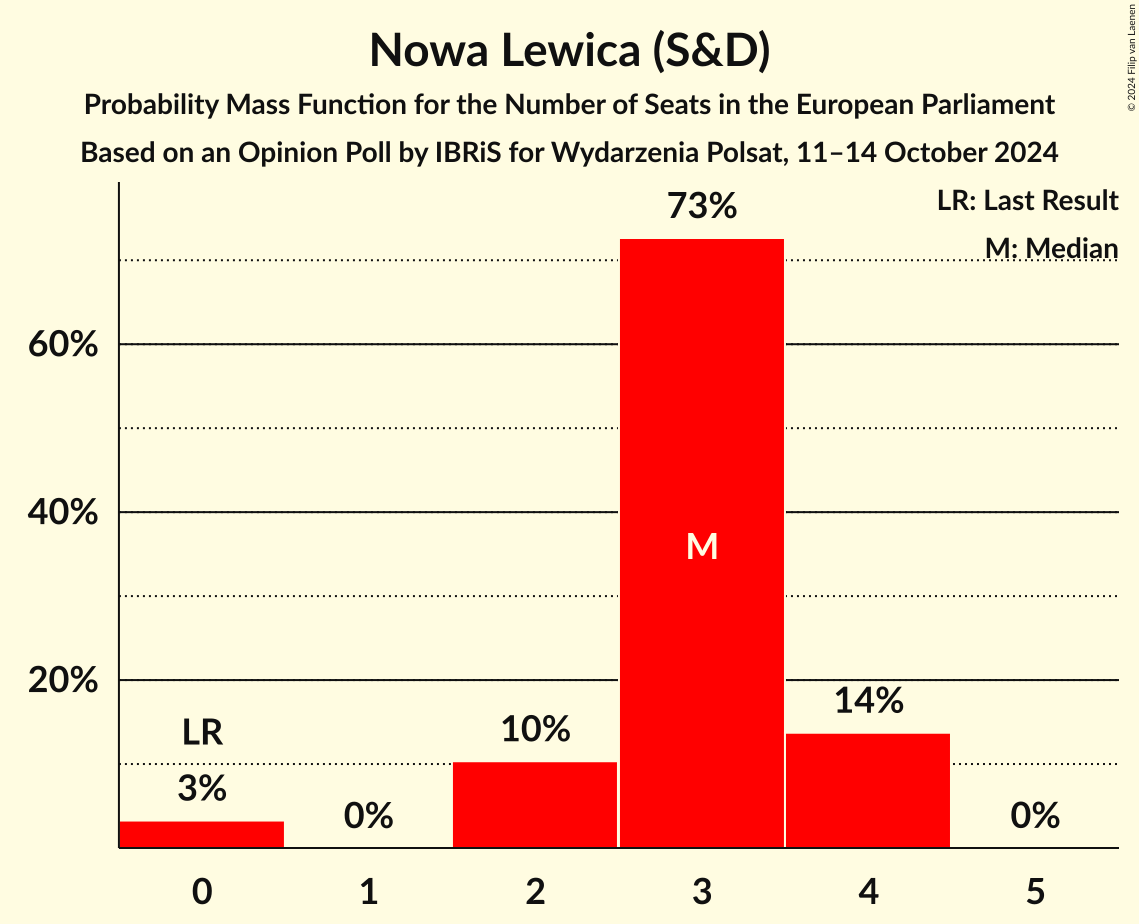 Nowa Lewica (S&D)
Probability Mass Function for the Number of Seats in the European Parliament
Based on an Opinion Poll by IBRiS for Wydarzenia Polsat, 11–14 October 2024
© 2024 Filip van Laenen
LR: Last Result
M: Median
73%
60%
40%
M
20%
14%
LR
10%
3%
0%
0%
0 1 2 3 4 5